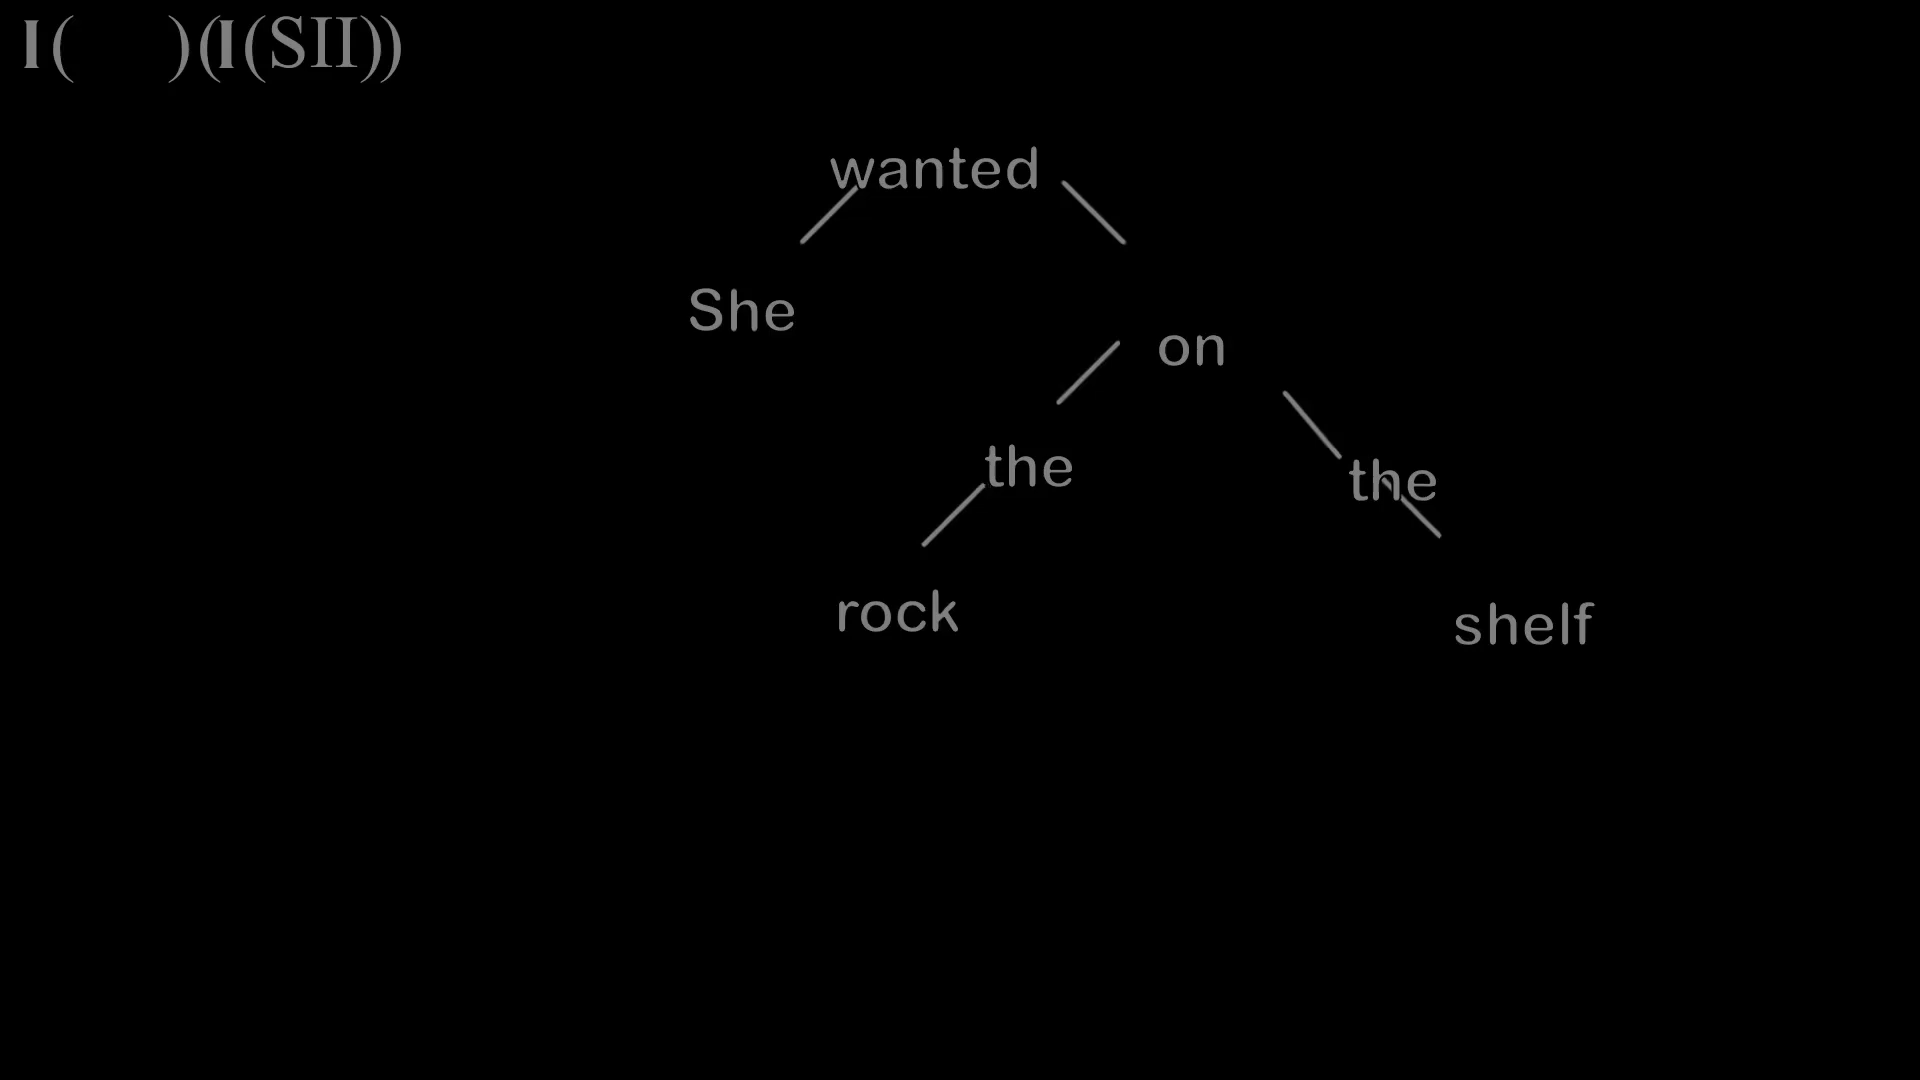 I( )(I(SII))
wanted
She
on
the
the
rock
shelf